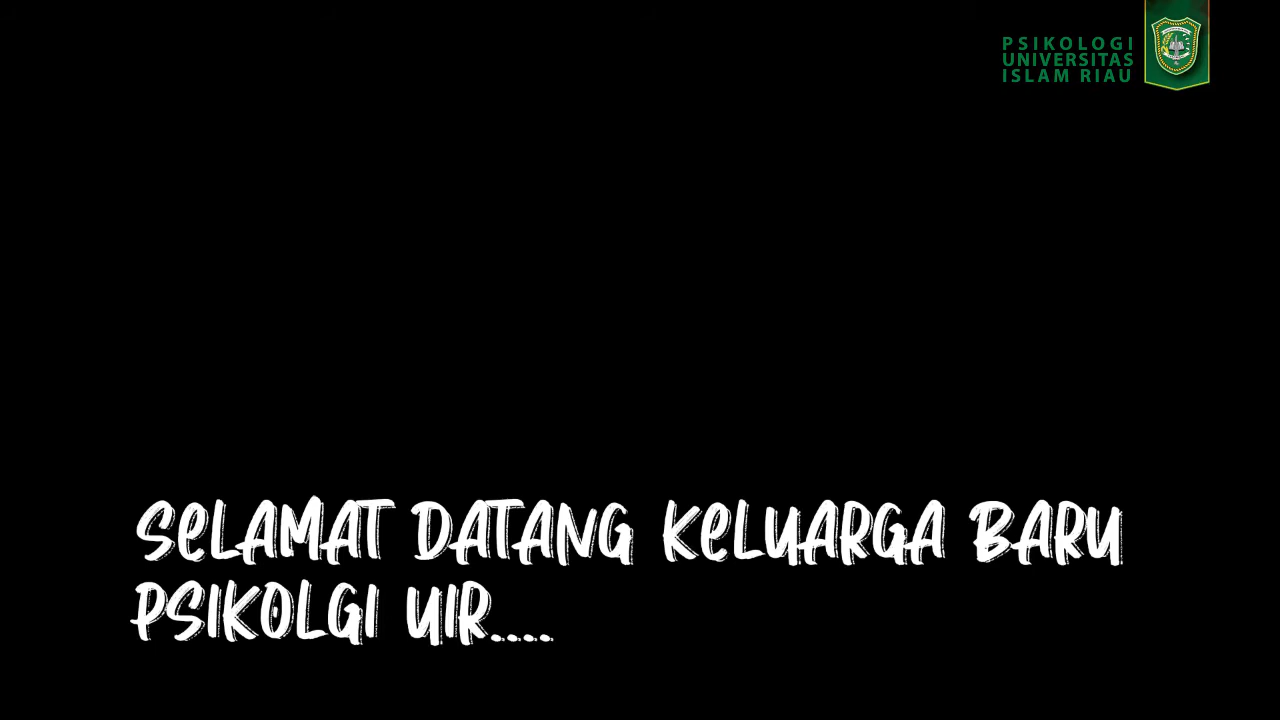 PSIKOLOGI
UNIVERSITAS
ISLAM RIAU
SELAMAT DATANG KELUARGA BARU
PSIKOLGI UIR....